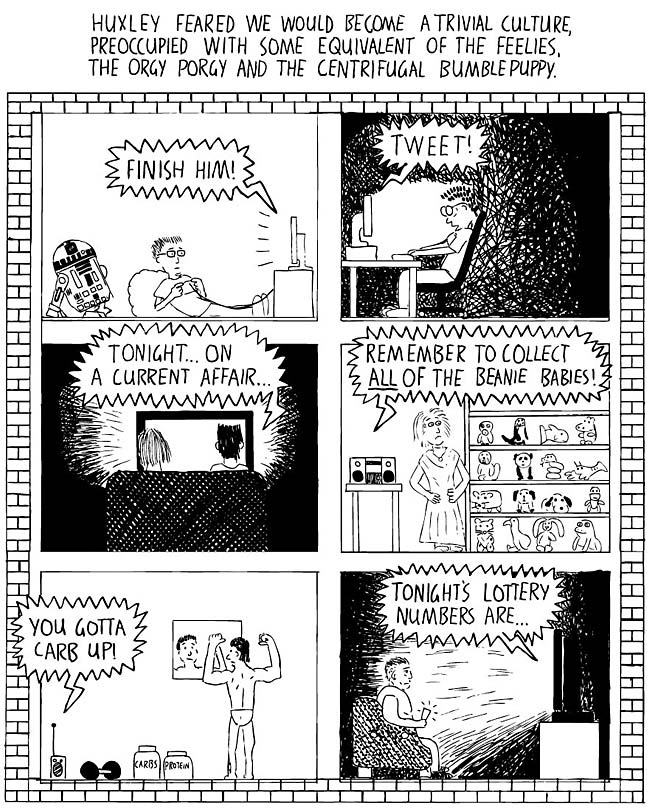 HUXLEY FEARED WE WOULD BECOME A TRIVIAL CULTURE,
PREOCCUPIED WITH SOME EQUIVALENT OF THE FEELIES,
THE ORGY PORGY AND THE CENTRIFUGAL BUMBLEPUPPY.
FINISH HIM!
TWEET!
TONIGHT... ON
A CURRENT AFFAIR...
REMEMBER TO COLLECT
ALL OF THE BEANIE BABIES!
YOU GOTTA
CARB UP!
CARBS
PROTEIN
TONIGHT'S LOTTERY
NUMBERS ARE...